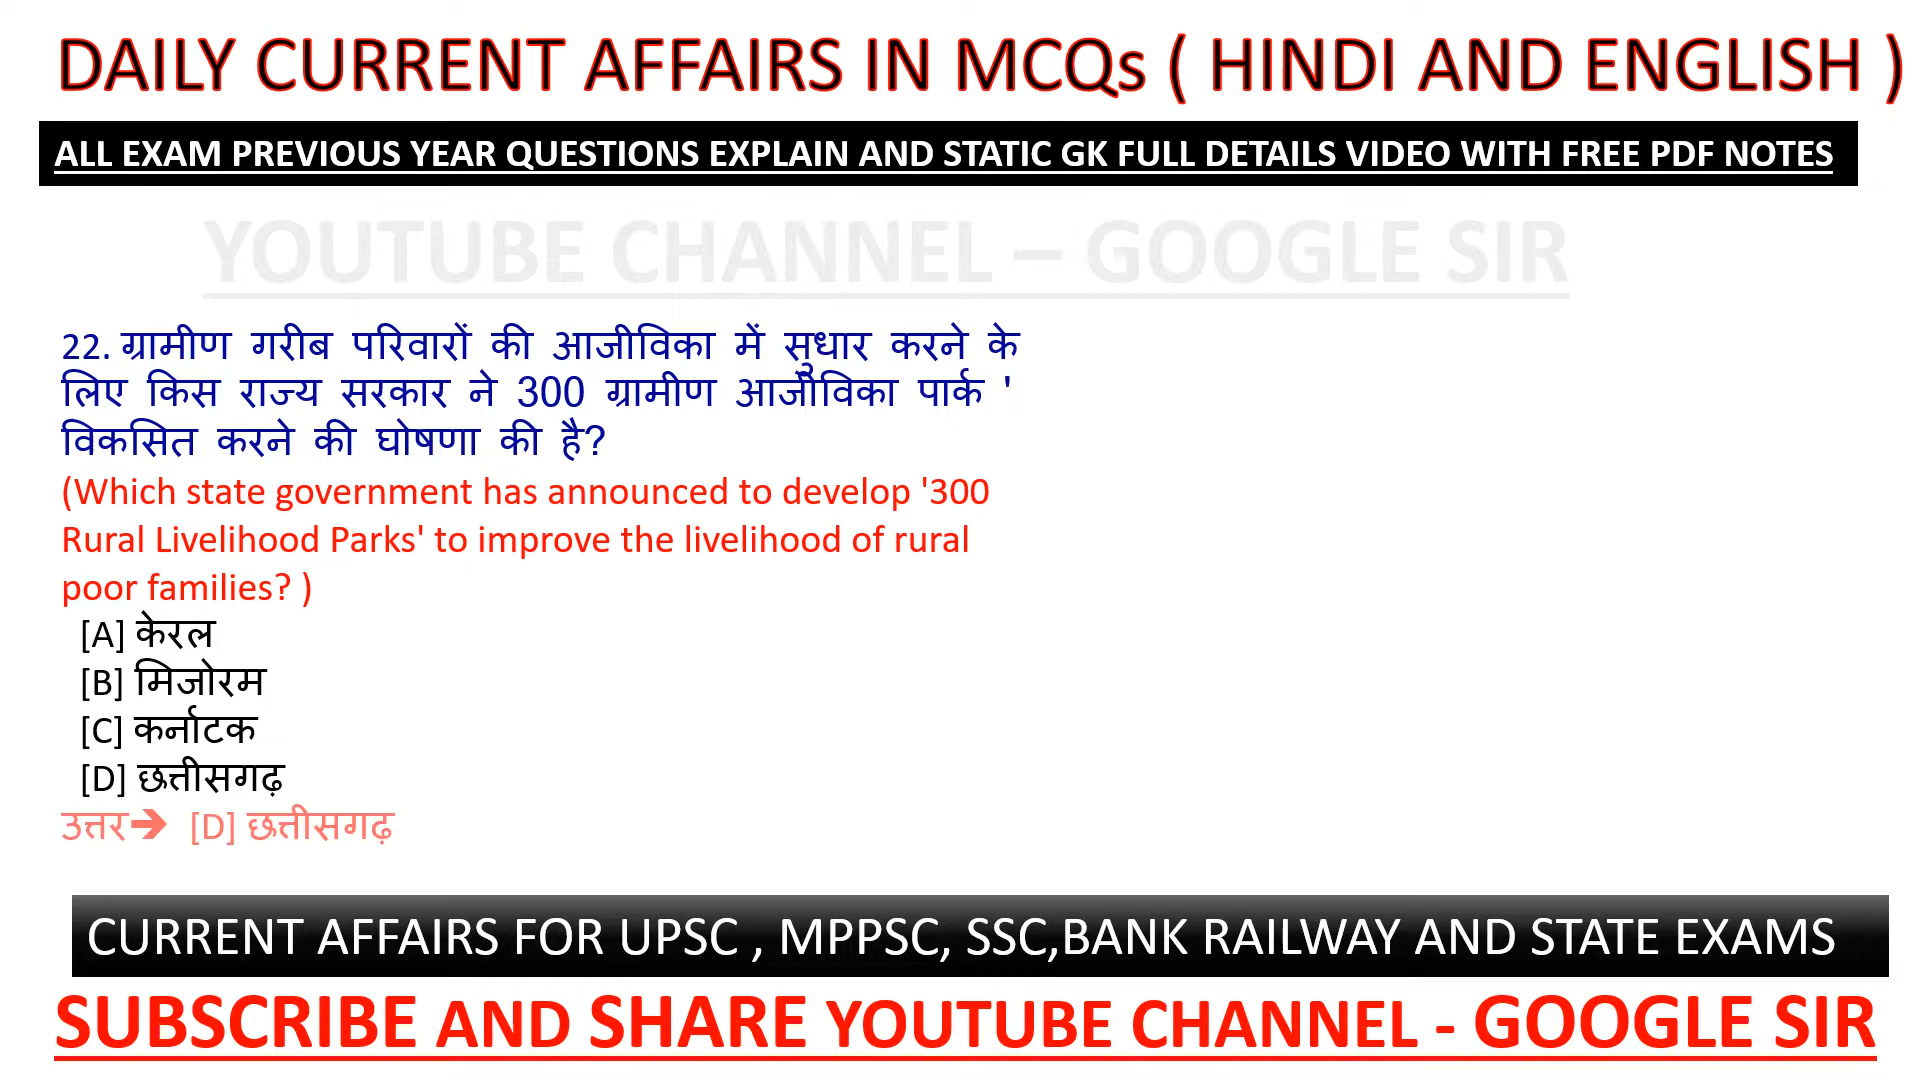 DAILY CURRENT AFFAIRS IN MCQs ( HINDI AND ENGLISH )
ALL EXAM PREVIOUS YEAR QUESTIONS EXPLAIN AND STATIC GK FULL DETAILS VIDEO WITH FREE PDF NOTES
YOUTUBE CHANNEL – GOOGLE SIR
22. ग्रामीण गरीब परिवारों की आजीविका में सुधार करने के
लिए किस राज्य सरकार ने 300 ग्रामीण आजीविका पार्क '
विकसित करने की घोषणा की है?
(Which state government has announced to develop '300
Rural Livelihood Parks' to improve the livelihood of rural
poor families? )
[A] केरल
[B] मिजोरम
[C] कर्नाटक
[D] छत्तीसगढ़
उत्तर➔ [D] छत्तीसगढ़
CURRENT AFFAIRS FOR UPSC , MPPSC, SSC,BANK RAILWAY AND STATE EXAMS
SUBSCRIBE AND SHARE YOUTUBE CHANNEL - GOOGLE SIR